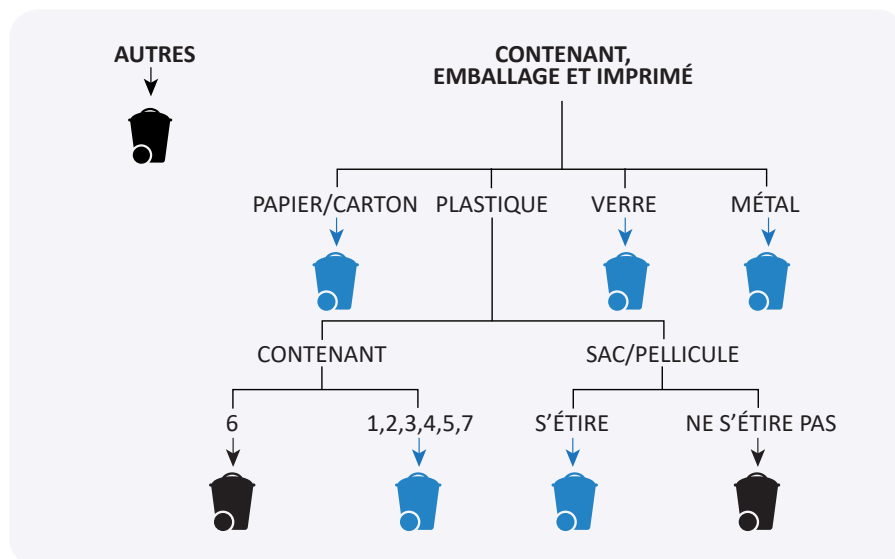 AUTRES
CONTENANT,
EMBALLAGE ET IMPRIMÉ
PAPIER/CARTON
PLASTIQUE
VERRE
MÉTAL
CONTENANT
SAC/PELLICULE
6
1,2,3,4,5,7
S’ÉTIRE
NE S’ÉTIRE PAS